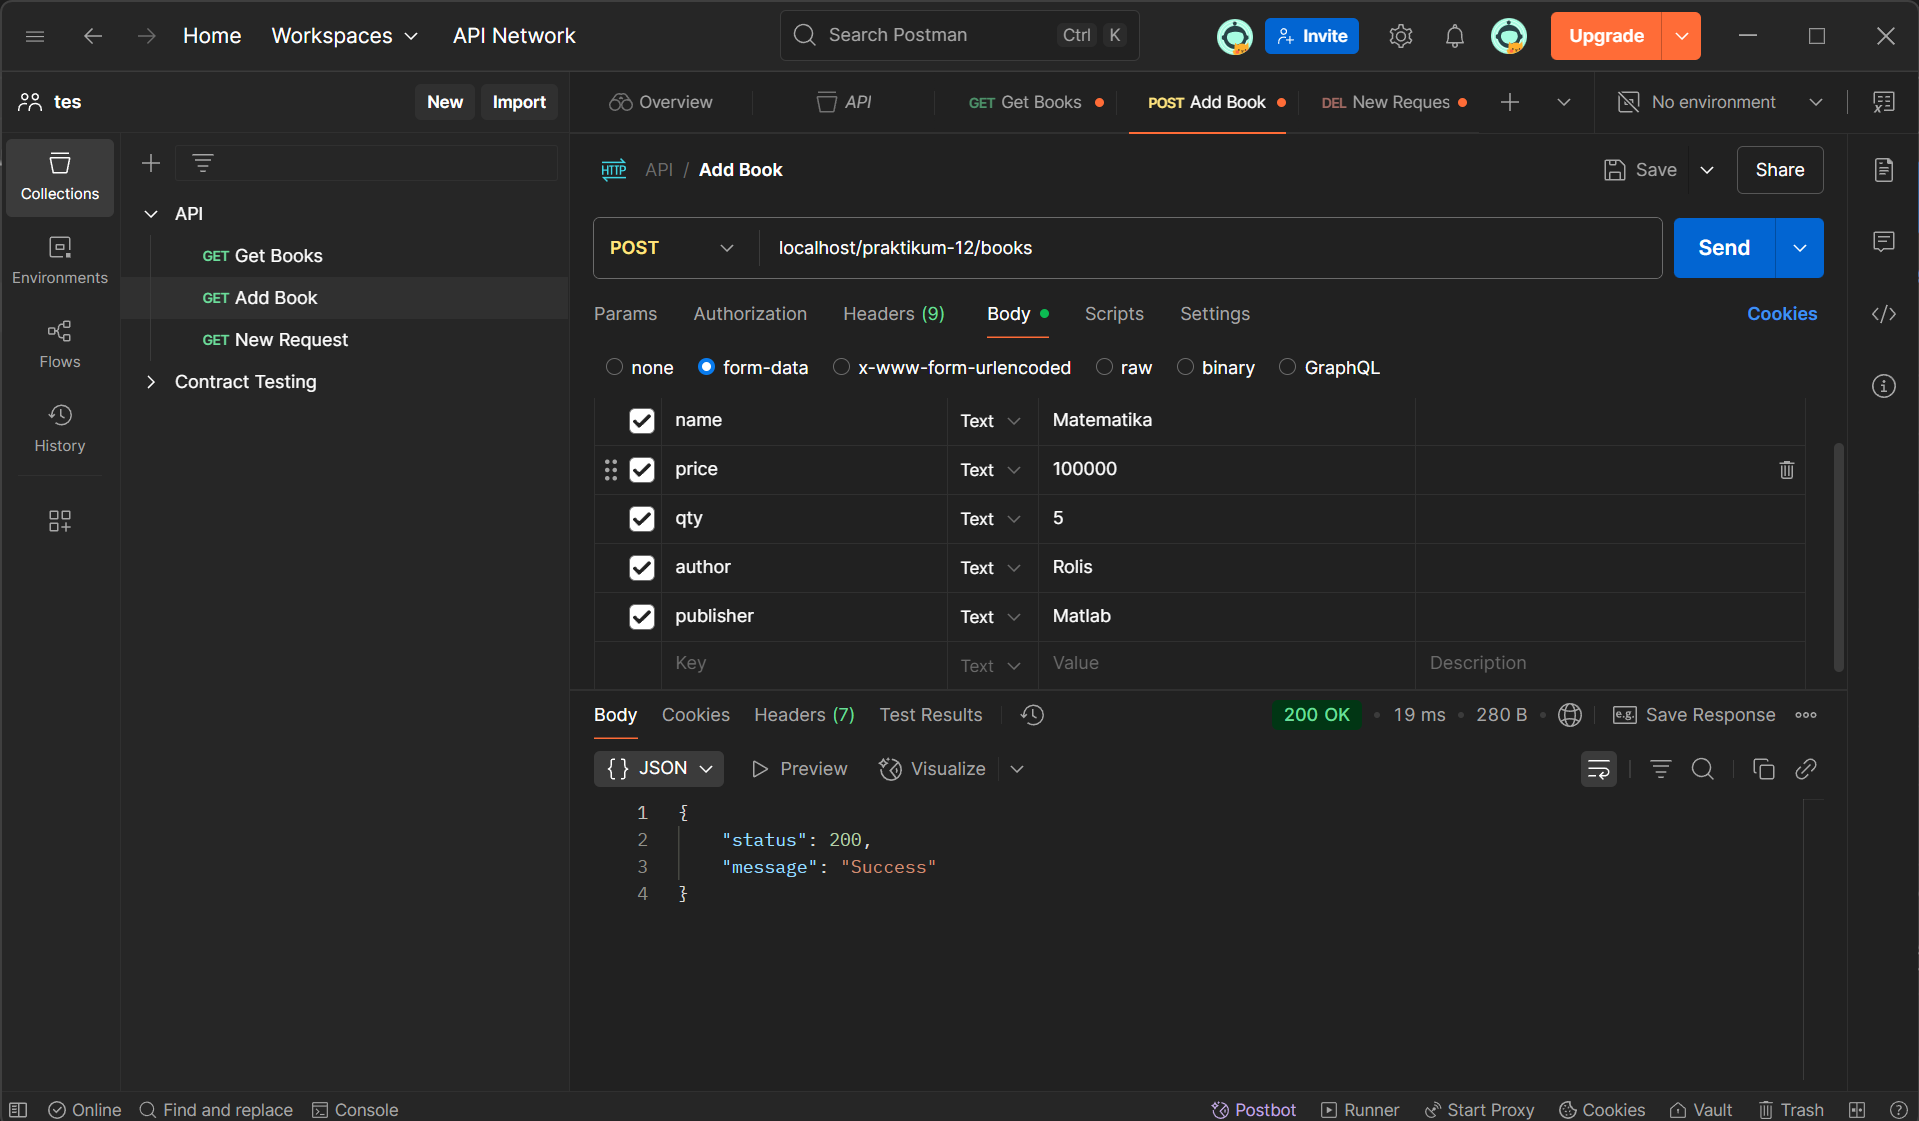 Home Workspaces API Network Search Postman Ctrl K Invite Upgrade
tes New Import
Overview API GET Get Books POST Add Book DEL New Reques No environment
Collections
Environments
Flows
History
API
GET Get Books
GET Add Book
GET New Request
Contract Testing
HTTP API / Add Book Save Share
POST localhost/praktikum-12/books Send
Params Authorization Headers (9) Body Scripts Settings Cookies
none form-data x-www-form-urlencoded raw binary GraphQL
name Text Matematika
price Text 100000
qty Text 5
author Text Rolis
publisher Text Matlab
Key Text Value Description
Body Cookies Headers (7) Test Results 200 OK • 19 ms • 280 B • e.g. Save Response
{} JSON Preview Visualize
1 {
2 "status": 200,
3 "message": "Success"
4 }
Online Find and replace Console Postbot Runner Start Proxy Cookies Vault Trash